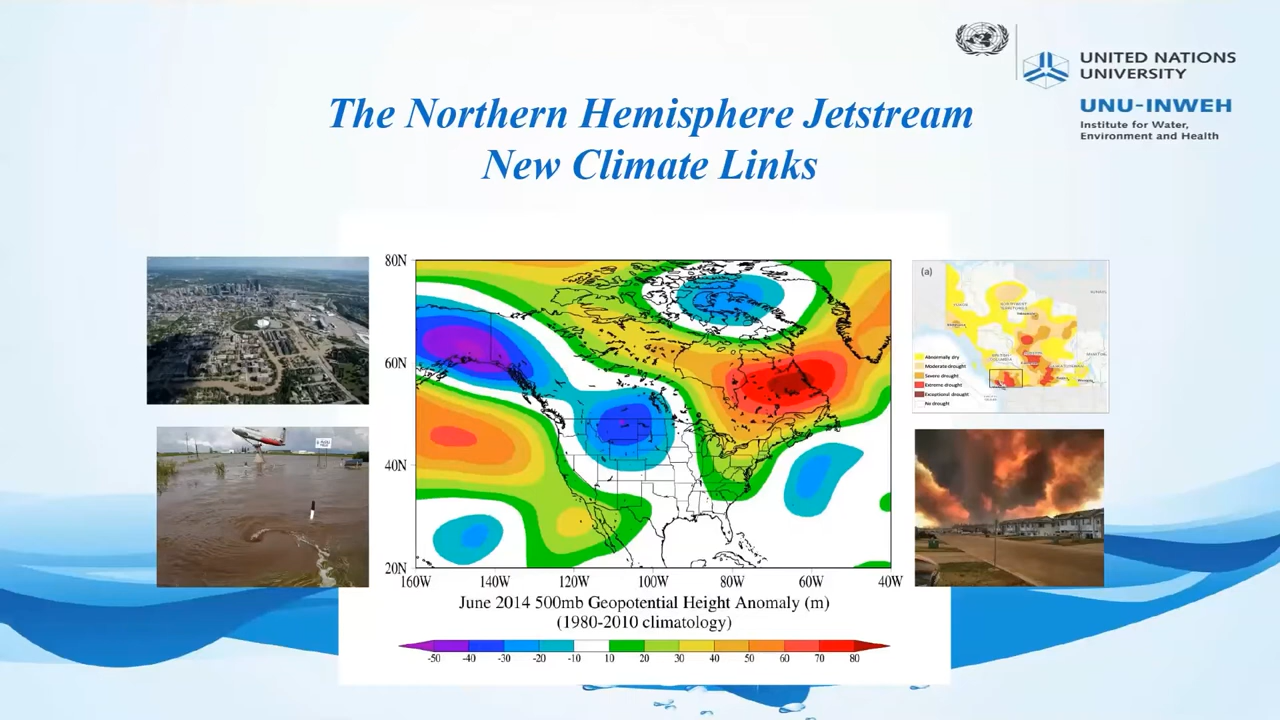 UNITED NATIONS
UNIVERSITY
UNU-INWEH
Institute for Water,
Environment and Health
The Northern Hemisphere Jetstream
New Climate Links
80N
60N
40N
20N
160W 140W 120W 100W 80W 60W 40W
June 2014 500mb Geopotential Height Anomaly (m)
(1980-2010 climatology)
-50 -40 -30 -20 -10 10 20 30 40 50 60 70 80
(a)
Abnormally dry
Moderate drought
Severe drought
Extreme drought
Exceptional drought
No drought